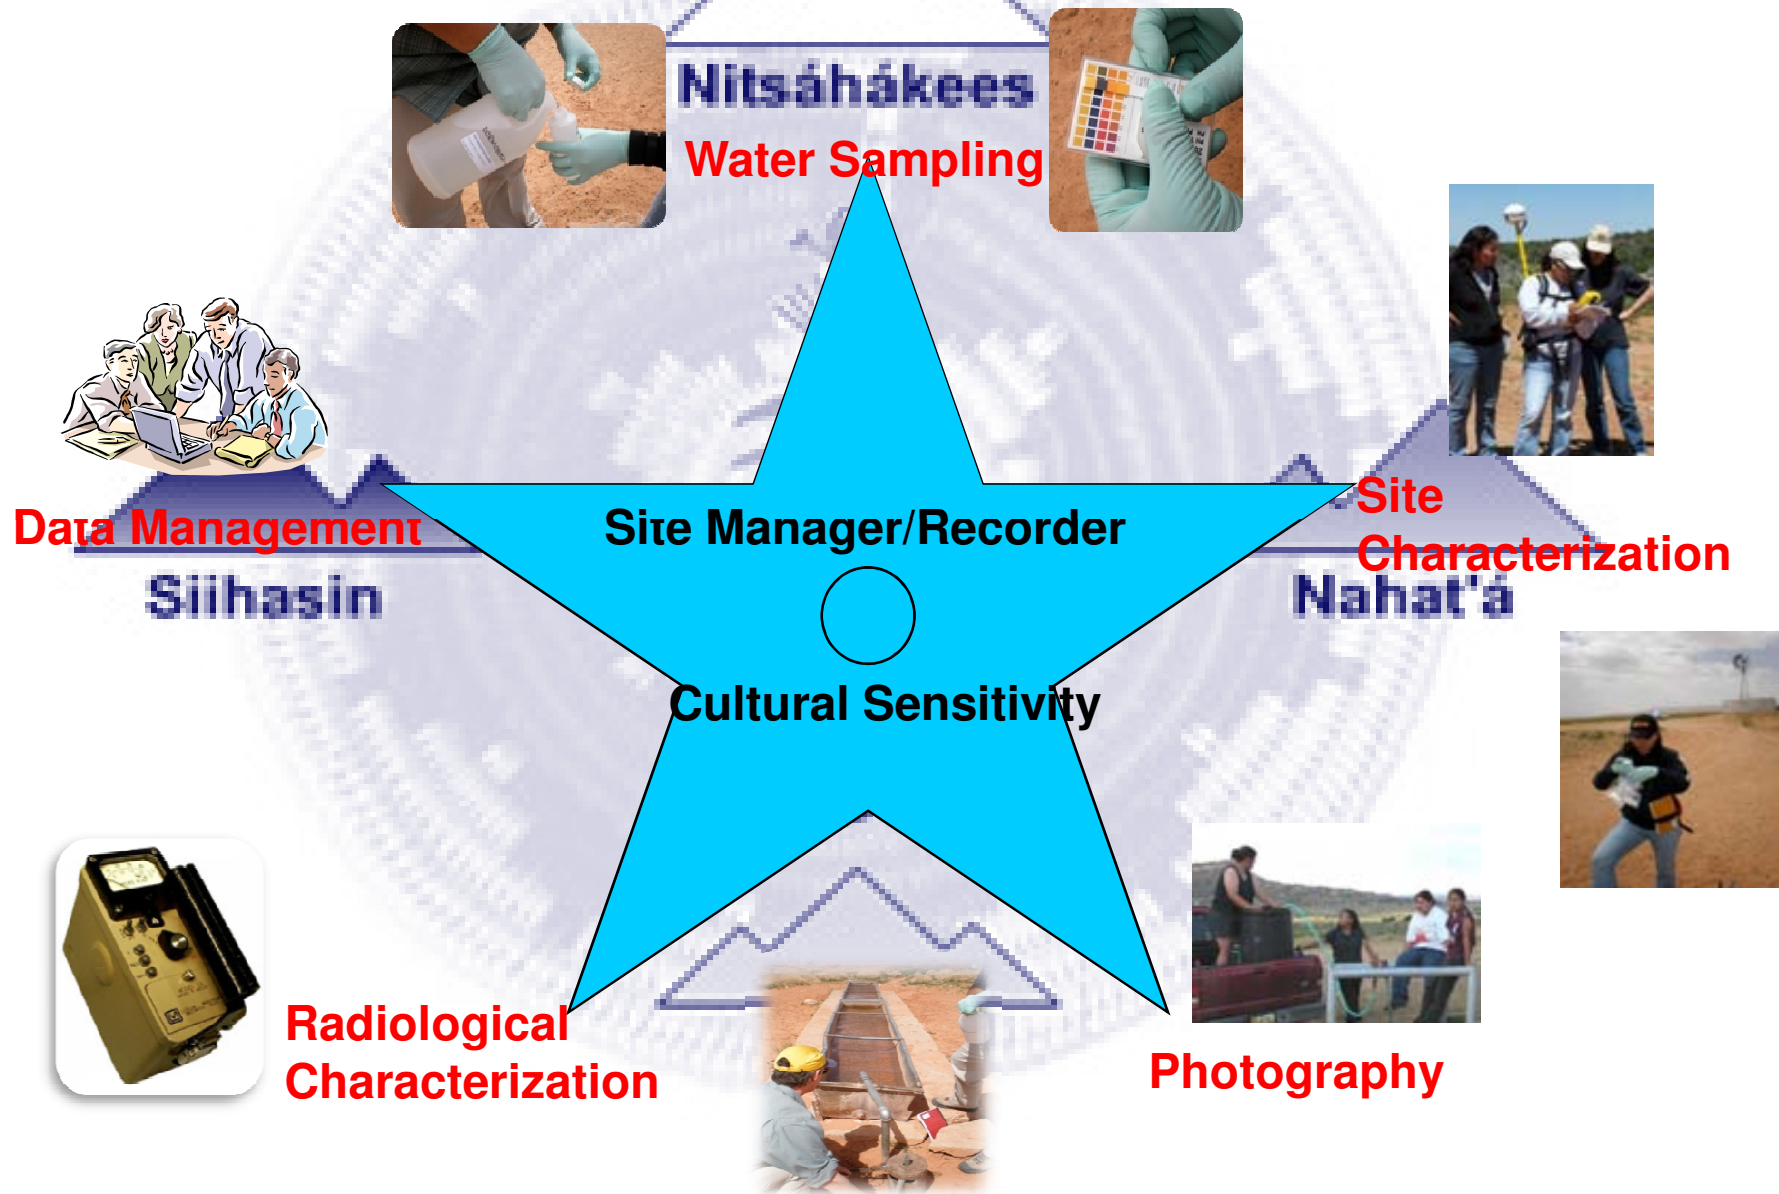 Nitsáhákees
Water Sampling
Site
Characterization
Data Management
Site Manager/Recorder
Siihasin
Nahat'á
Cultural Sensitivity
Radiological
Characterization
Photography